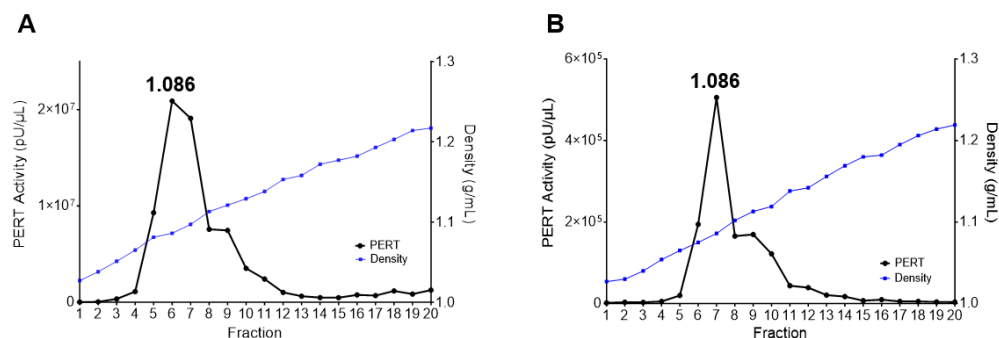 A
1.086
2×10⁷
1×10⁷
0
PERT Activity (pU/µL)
1.3
1.2
1.1
1.0
Density (g/mL)
PERT
Density
1 2 3 4 5 6 7 8 9 10 11 12 13 14 15 16 17 18 19 20
Fraction
B
1.086
6×10⁵
4×10⁵
2×10⁵
0
PERT Activity (pU/µL)
1.3
1.2
1.1
1.0
Density (g/mL)
PERT
Density
1 2 3 4 5 6 7 8 9 10 11 12 13 14 15 16 17 18 19 20
Fraction